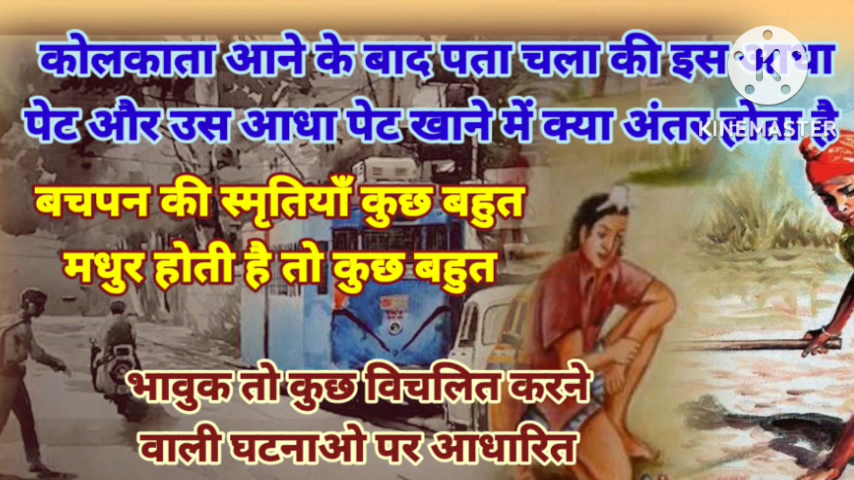 कोलकाता आने के बाद पता चला की इस आधा
पेट और उस आधा पेट खाने में क्या अंतर होता है
बचपन की स्मृतियाँ कुछ बहुत
मधुर होती है तो कुछ बहुत
भावुक तो कुछ विचलित करने
वाली घटनाओ पर आधारित
K
KINEMASTER